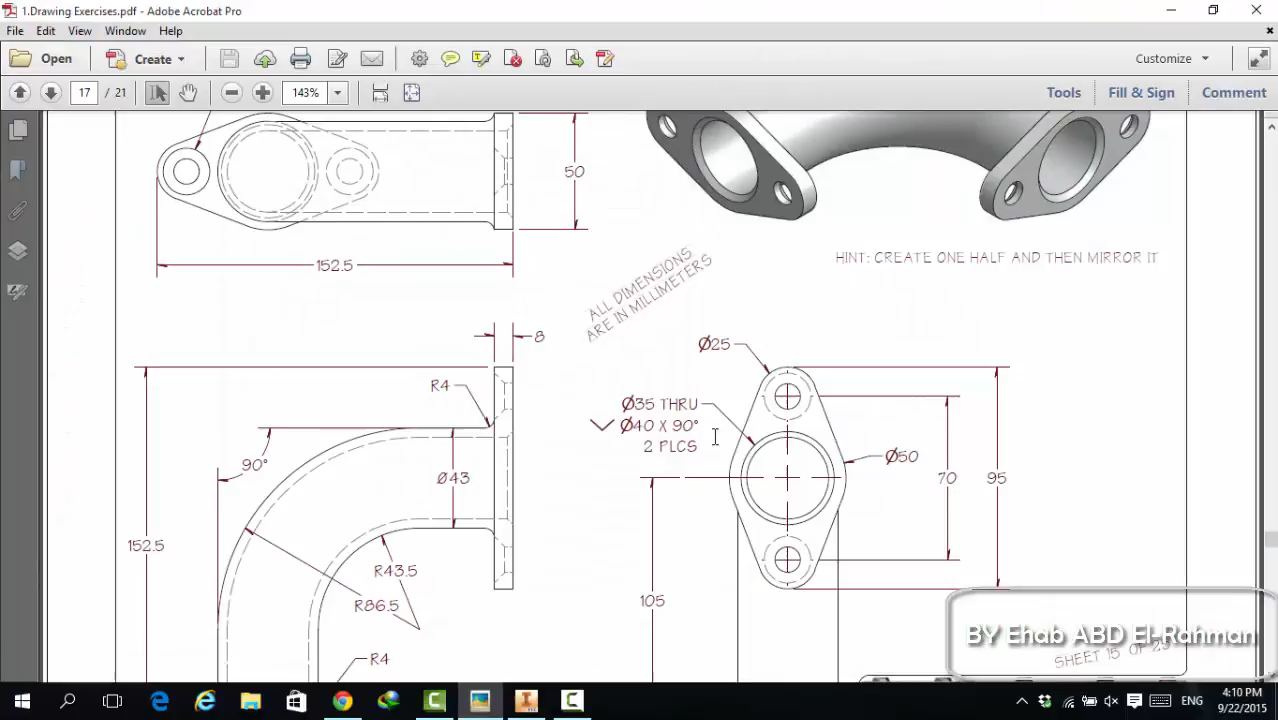 1.Drawing Exercises.pdf - Adobe Acrobat Pro
File Edit View Window Help
Open Create Customize
17 / 21 143% Tools Fill & Sign Comment
50
152.5
HINT: CREATE ONE HALF AND THEN MIRROR IT
ALL DIMENSIONS
ARE IN MILLIMETERS
8
Ø25
R4
Ø35 THRU
Ø40 X 90°
2 PLCS
90°
Ø43
Ø50
70
95
152.5
R43.5
R86.5
105
R4
BY Ehab ABD El-Rahman
SHEET 15 OF 29
ENG
4:10 PM
9/22/2015